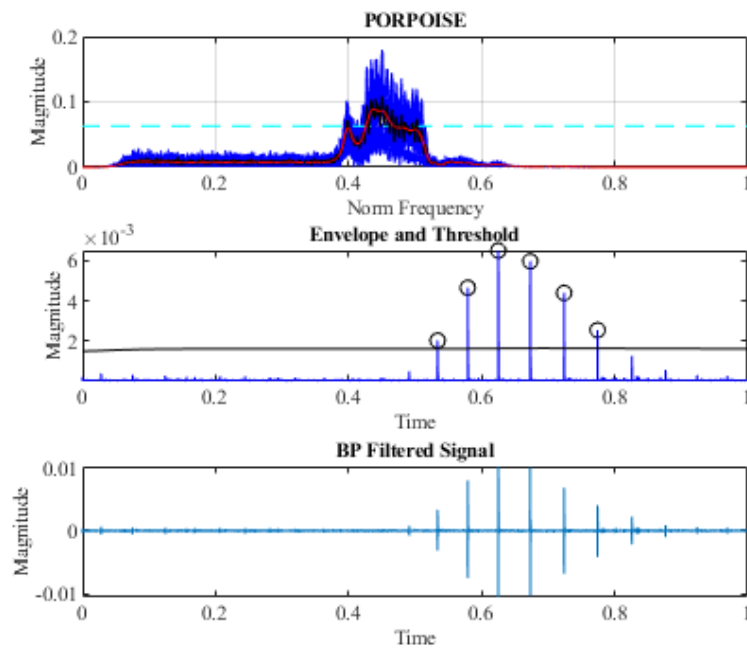 PORPOISE
0.2
0.1
0
Magnitude
0 0.2 0.4 0.6 0.8 1
Norm Frequency
×10-3
Envelope and Threshold
6
4
2
Magnitude
0 0.2 0.4 0.6 0.8 1
Time
BP Filtered Signal
0.01
0
-0.01
Magnitude
0 0.2 0.4 0.6 0.8 1
Time